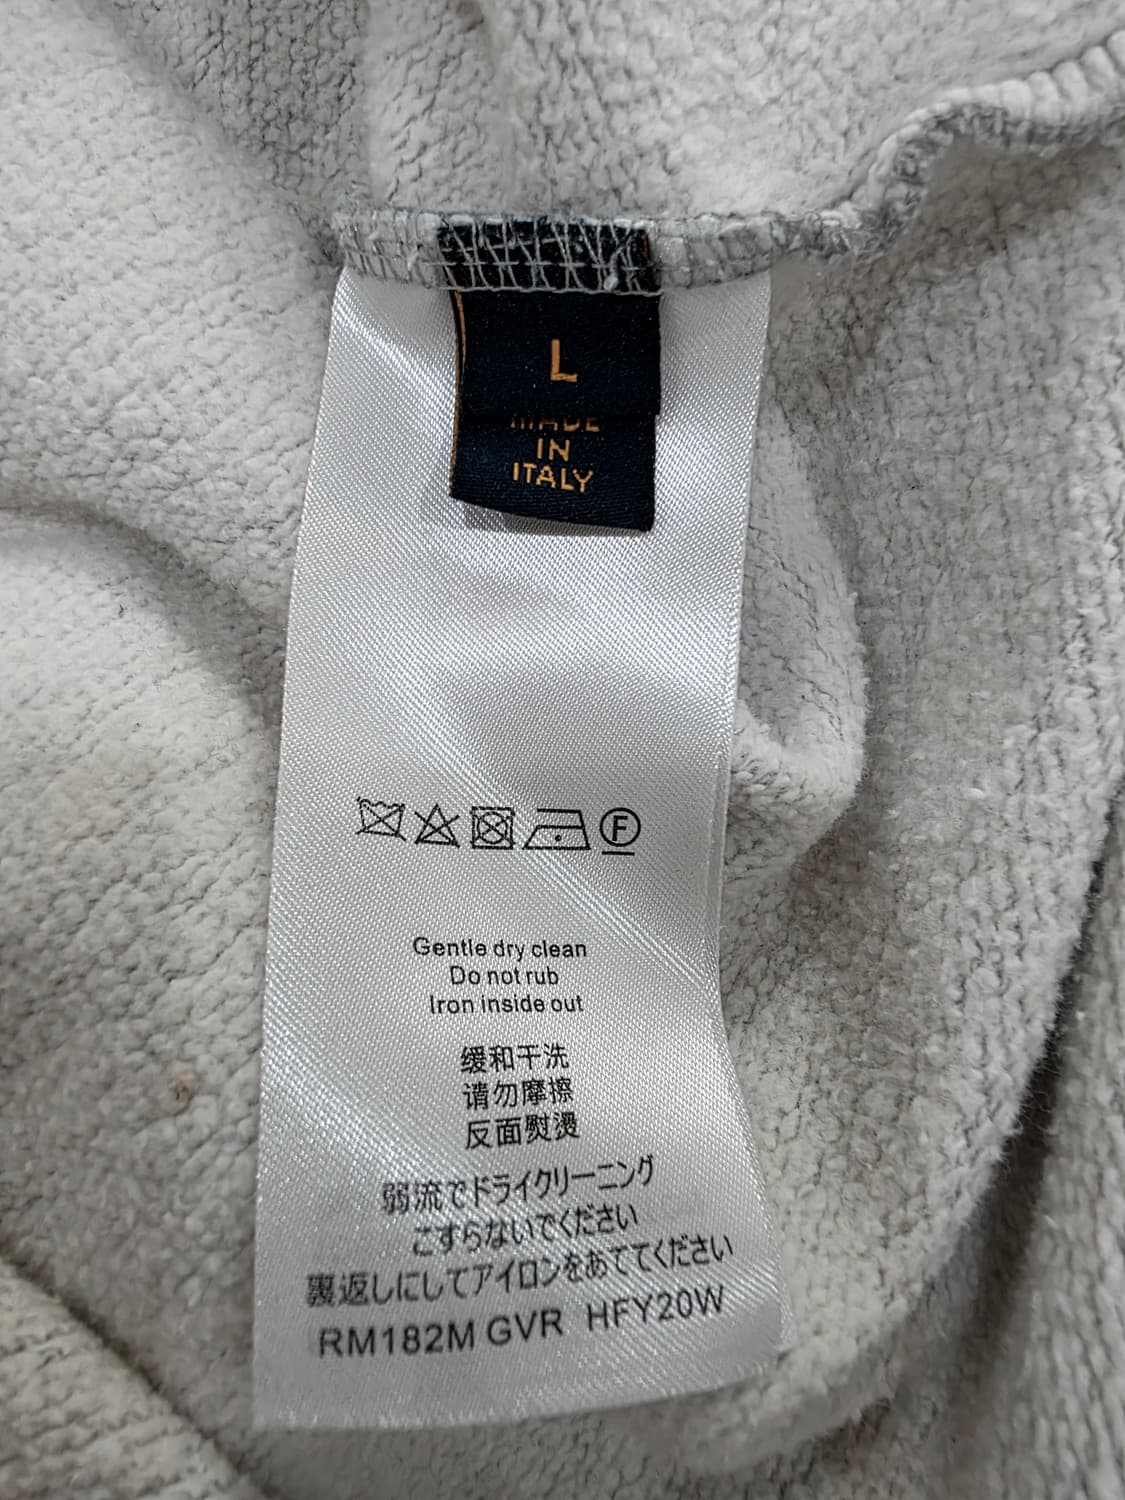 L
MADE
IN
ITALY
F
Gentle dry clean
Do not rub
Iron inside out
缓和干洗
请勿摩擦
反面熨烫
弱流でドライクリーニング
こすらないでください
裏返しにしてアイロンをあててください
RM182M GVR HFY20W